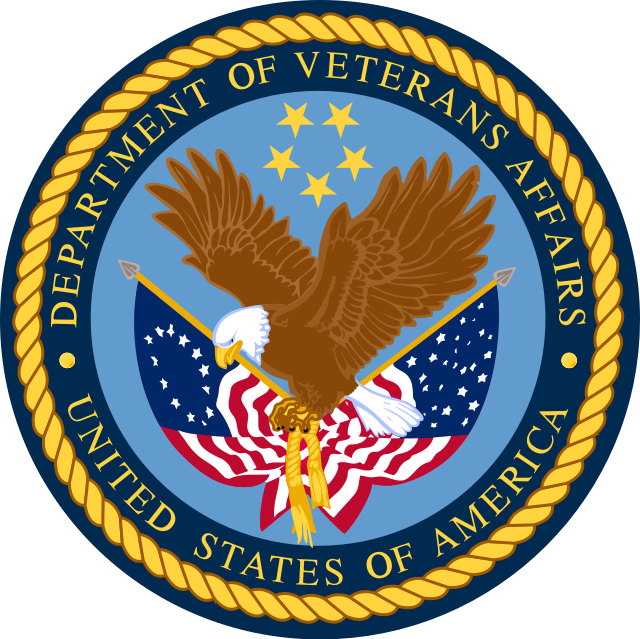 DEPARTMENT OF VETERANS AFFAIRS
UNITED STATES OF AMERICA